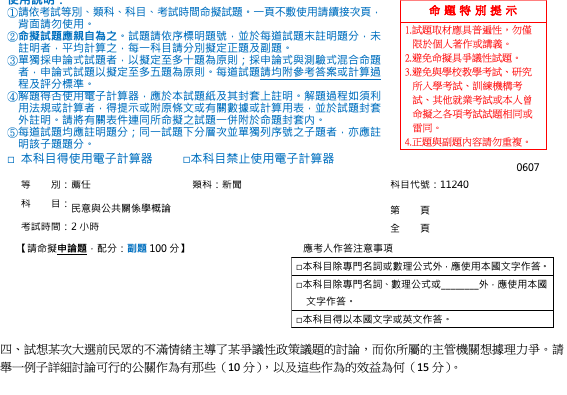 使用說明：
①請依考試等別、類科、科目、考試時間命擬試題。一頁不敷使用請續接次頁，
背面請勿使用。
②命擬試題應親自為之。試題請依序標明題號，並於每道試題末註明題分，未
註明者，平均計算之，每一科目請分別擬定正題及副題。
③單獨採申論式試題者，以擬定至多十題為原則；採申論式與測驗式混合命題
者，申論式試題以擬定至多五題為原則。每道試題請均附參考答案或計算過
程及評分標準。
④解題得否使用電子計算器，應於本試題紙及其封套上註明。解題過程如須利
用法規或計算者，得提示或附原條文或有關數據或計算用表，並於試題封套
外註明。請將有關表件連同所命擬之試題一併附於命題封套內。
⑤每道試題均應註明題分；同一試題下分層次並單獨列序號之子題者，亦應註
明該子題題分。
□ 本科目得使用電子計算器 □本科目禁止使用電子計算器
命 題 特 別 提 示
1.試題取材應具普遍性，勿僅
限於個人著作或講義。
2.避免命擬具爭議性試題。
3.避免與學校教學考試、研究
所入學考試、訓練機構考
試、其他就業考試或本人曾
命擬之各項考試試題相同或
雷同。
4.正題與副題內容請勿重複。
0607
等 別：薦任 類科：新聞 科目代號：11240
科 目：民意與公共關係學概論 第 頁
考試時間：2 小時 全 頁
【請命擬申論題，配分：副題 100 分】 應考人作答注意事項
□本科目除專門名詞或數理公式外，應使用本國文字作答。
□本科目除專門名詞、數理公式或________外，應使用本國
文字作答。
□本科目得以本國文字或英文作答。
四、試想某次大選前民眾的不滿情緒主導了某爭議性政策議題的討論，而你所屬的主管機關想據理力爭。請
舉一例子詳細討論可行的公關作為有那些（10 分），以及這些作為的效益為何（15 分）。